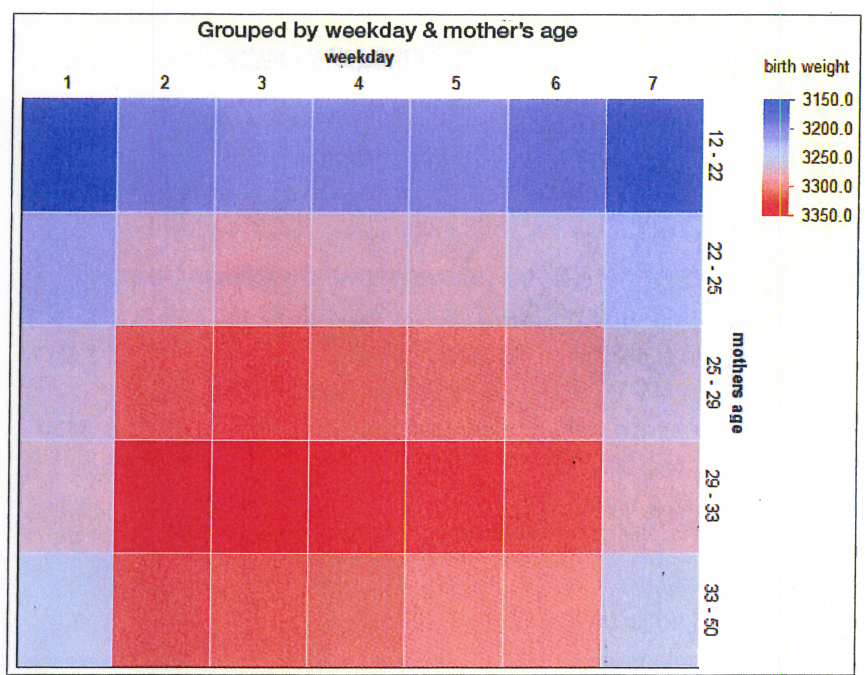 Grouped by weekday & mother's age
weekday
1 2 3 4 5 6 7
12 - 22
22 - 25
25 - 29
29 - 33
33 - 50
mothers age
birth weight
3150.0
3200.0
3250.0
3300.0
3350.0